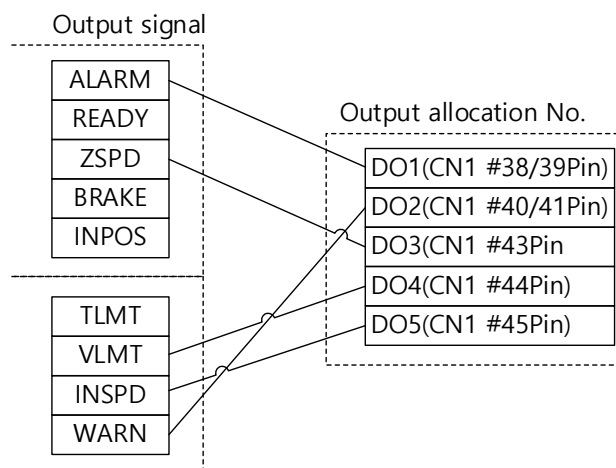 Output signal
ALARM
READY
ZSPD
BRAKE
INPOS
TLMT
VLMT
INSPD
WARN
Output allocation No.
DO1(CN1 #38/39Pin)
DO2(CN1 #40/41Pin)
DO3(CN1 #43Pin
DO4(CN1 #44Pin)
DO5(CN1 #45Pin)